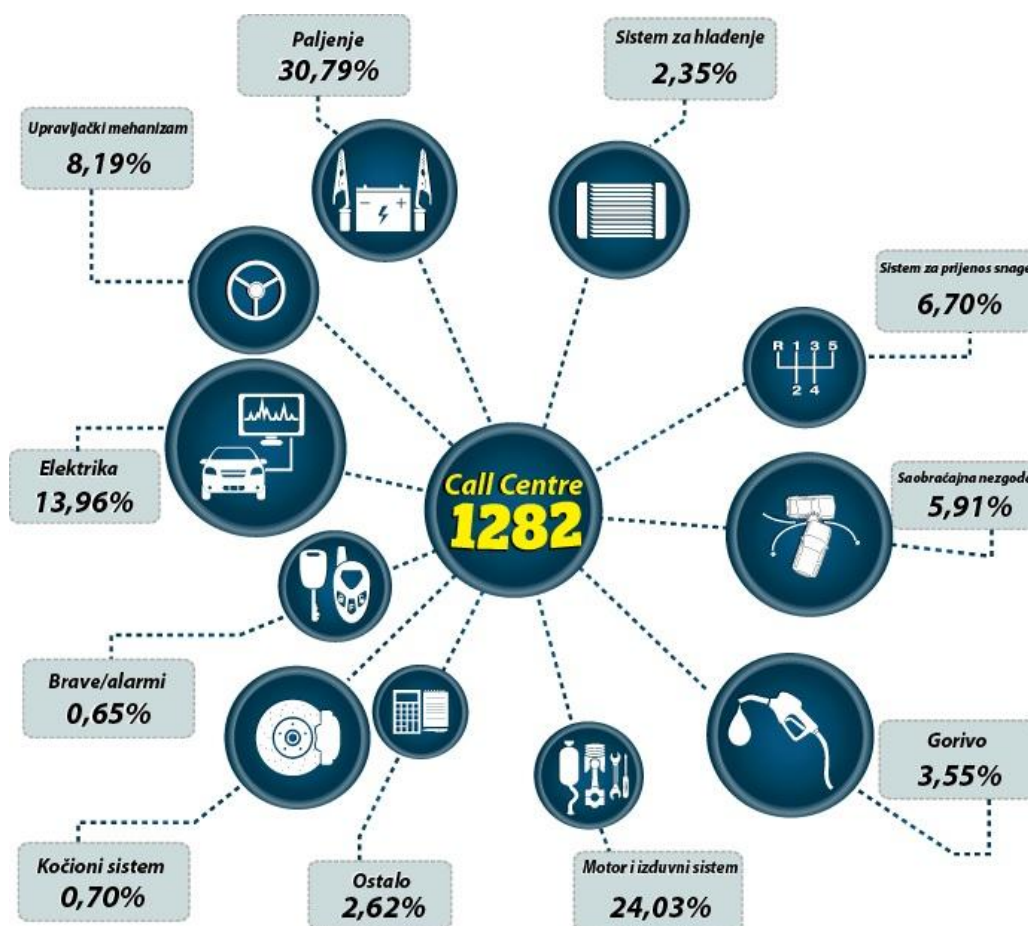 Paljenje
30,79%
Sistem za hlađenje
2,35%
Upravljački mehanizam
8,19%
Sistem za prijenos snage
6,70%
R 1 3 5
2 4
Elektrika
13,96%
Call Centre
1282
Saobraćajna nezgoda
5,91%
Brave/alarmi
0,65%
Gorivo
3,55%
Kočioni sistem
0,70%
Ostalo
2,62%
Motor i izduvni sistem
24,03%